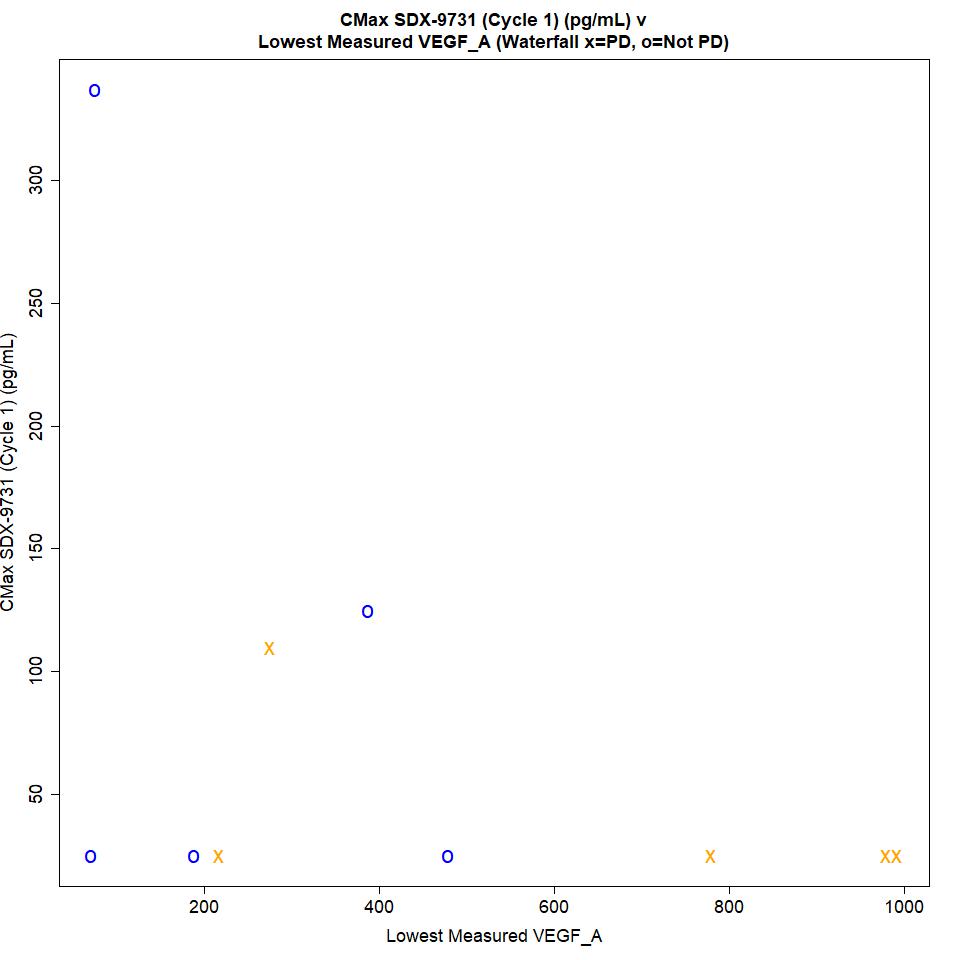 CMax SDX-9731 (Cycle 1) (pg/mL) v
Lowest Measured VEGF_A (Waterfall x=PD, o=Not PD)
CMax SDX-9731 (Cycle 1) (pg/mL)
300
250
200
150
100
50
o
o
x
o
o
x
o
x
xx
200
400
600
800
1000
Lowest Measured VEGF_A